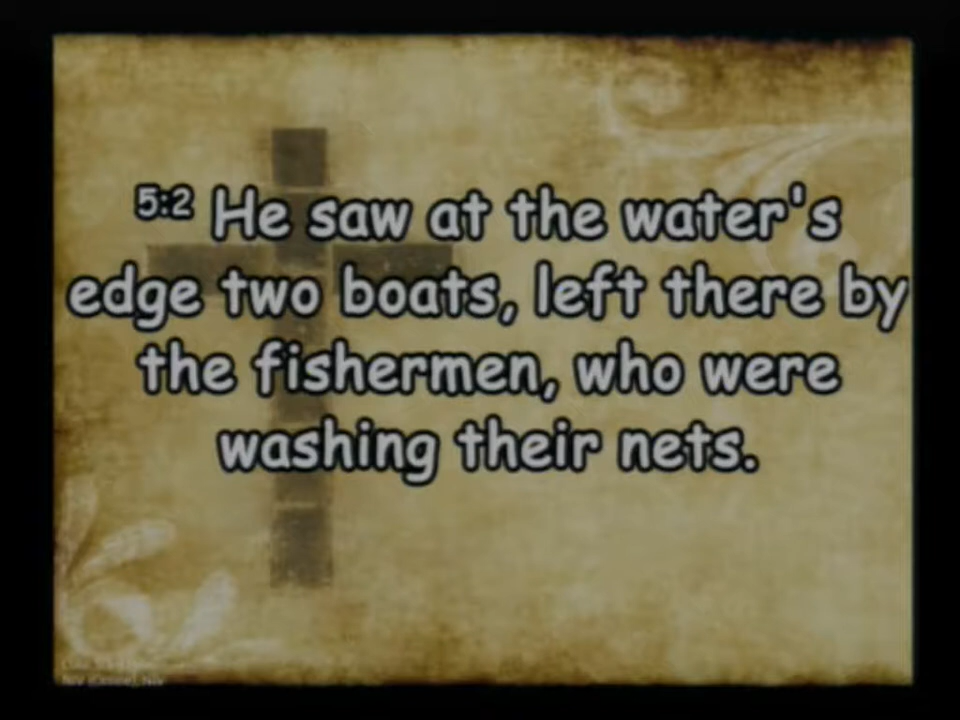 5:2 He saw at the water's
edge two boats, left there by
the fishermen, who were
washing their nets.